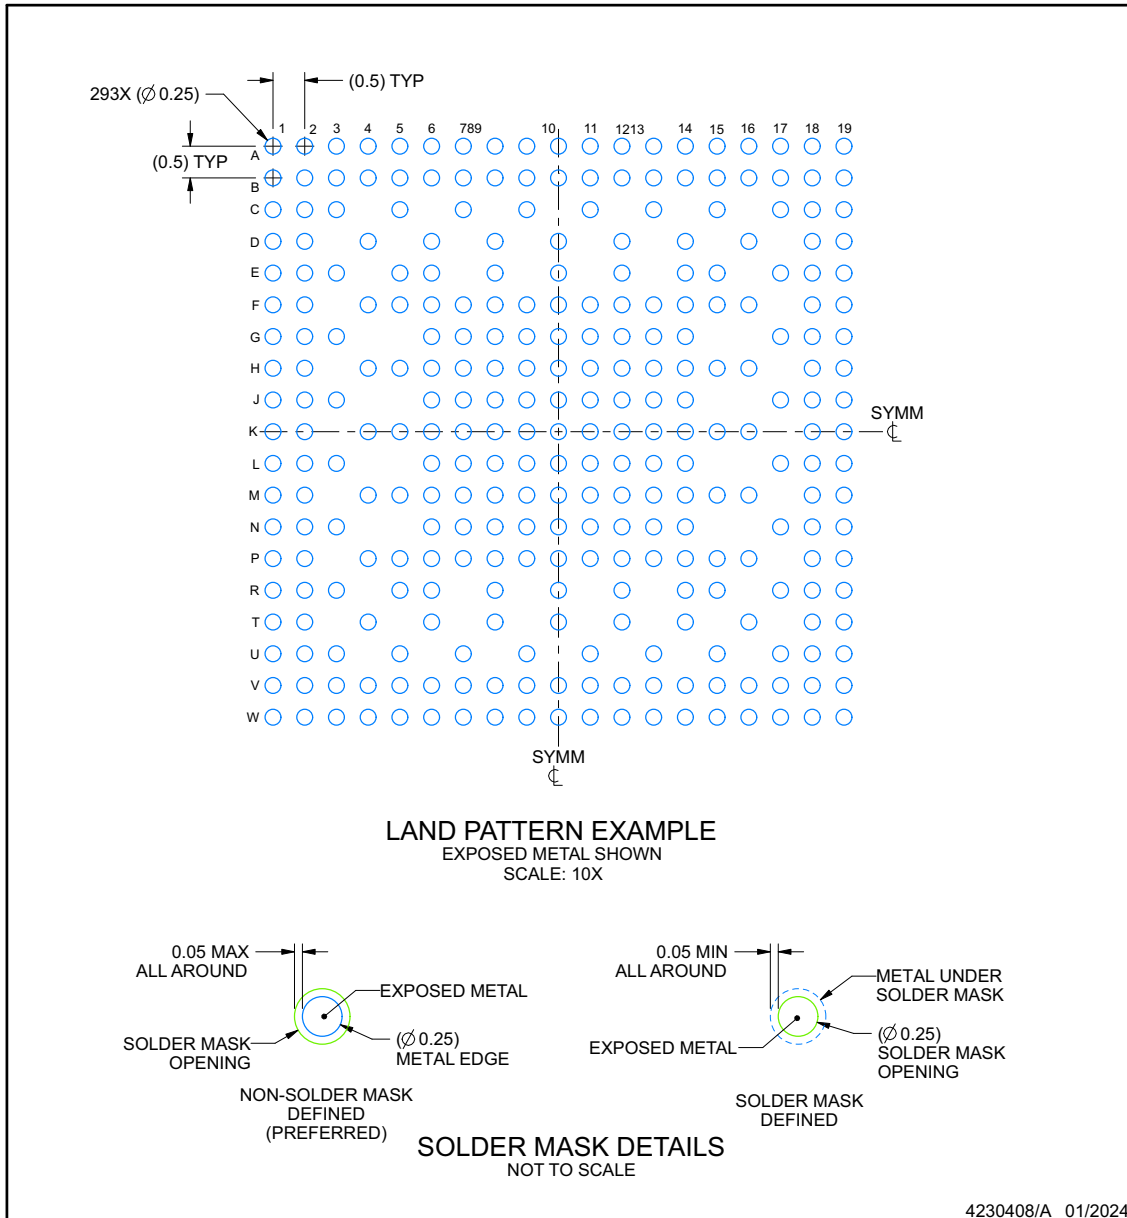 (0.5) TYP
293X (∅ 0.25)
1 2 3 4 5 6 789 10 11 1213 14 15 16 17 18 19
A
(0.5) TYP
B
C
D
E
F
G
H
J
SYMM
K
℄
L
M
N
P
R
T
U
V
W
SYMM
℄
LAND PATTERN EXAMPLE
EXPOSED METAL SHOWN
SCALE: 10X
0.05 MAX
ALL AROUND
EXPOSED METAL
SOLDER MASK
OPENING
(∅ 0.25)
METAL EDGE
NON-SOLDER MASK
DEFINED
(PREFERRED)
0.05 MIN
ALL AROUND
METAL UNDER
SOLDER MASK
EXPOSED METAL
(∅ 0.25)
SOLDER MASK
OPENING
SOLDER MASK
DEFINED
SOLDER MASK DETAILS
NOT TO SCALE
4230408/A 01/2024